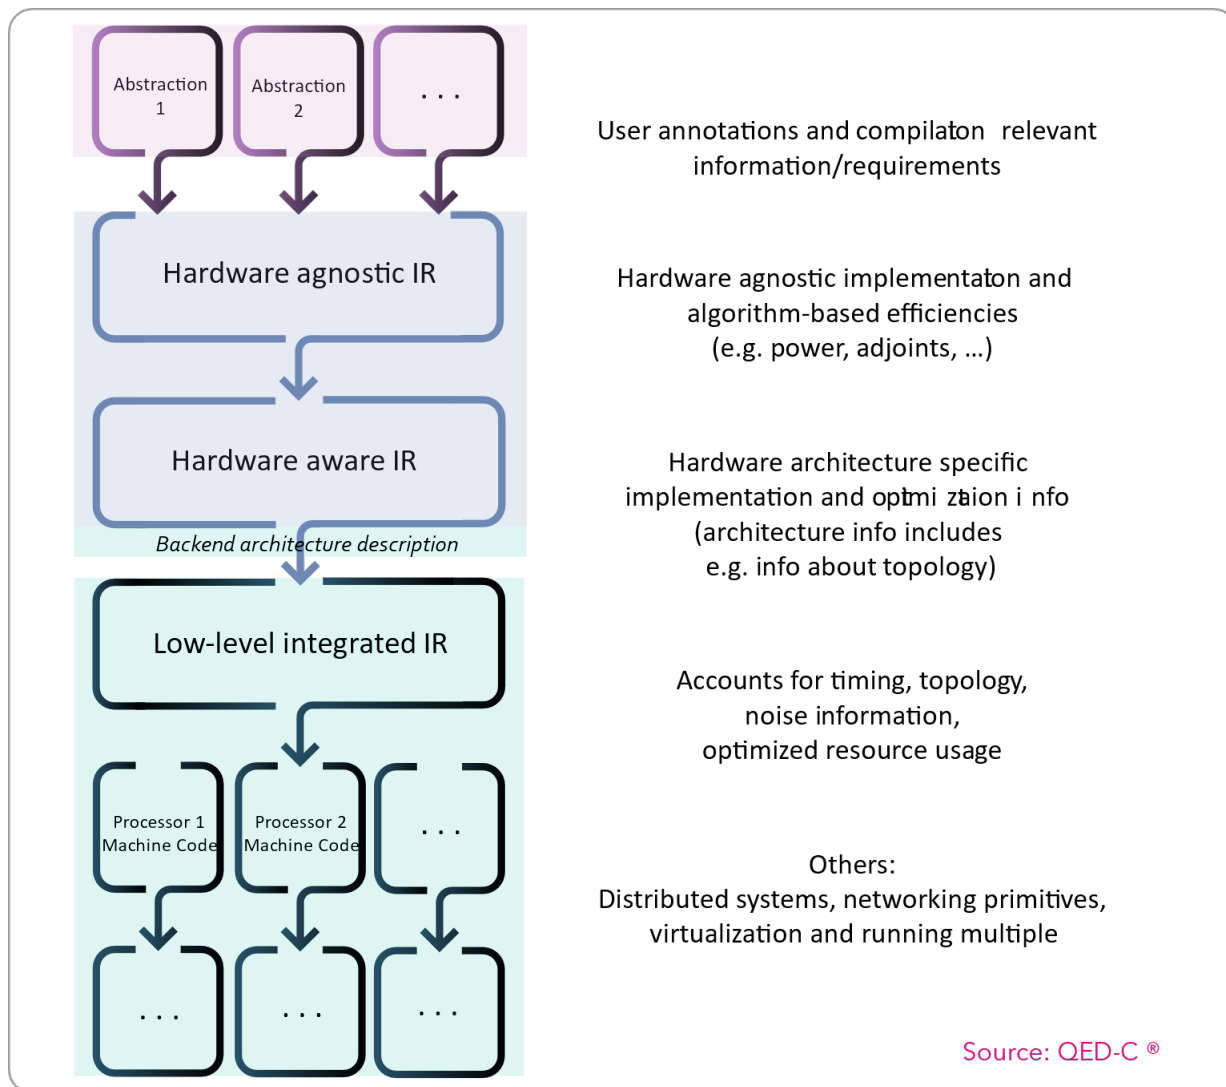 Abstraction
1
Abstraction
2
. . .
User annotations and compilaton relevant
information/requirements
Hardware agnostic IR
Hardware agnostic implementaton and
algorithm-based efficiencies
(e.g. power, adjoints, ...)
Hardware aware IR
Hardware architecture specific
implementation and optimi ztaion i nfo
(architecture info includes
e.g. info about topology)
Backend architecture description
Low-level integrated IR
Accounts for timing, topology,
noise information,
optimized resource usage
Processor 1
Machine Code
Processor 2
Machine Code
. . .
Others:
Distributed systems, networking primitives,
virtualization and running multiple
. . .
. . .
. . .
Source: QED-C ®